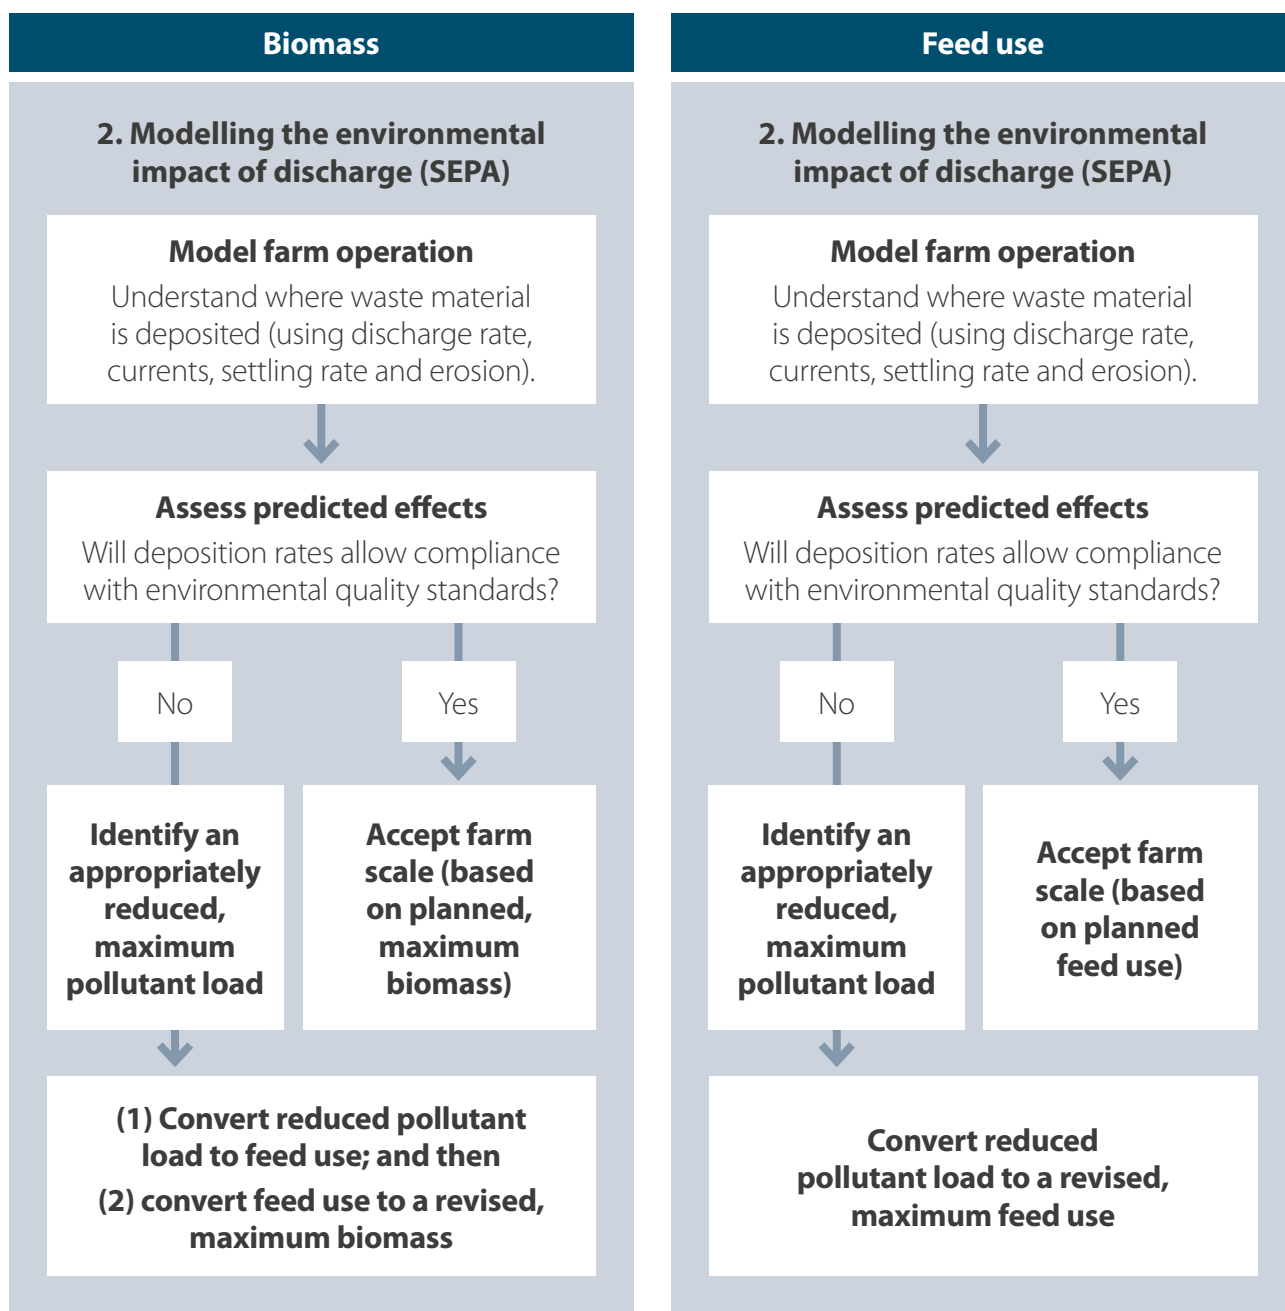 Biomass
2. Modelling the environmental
impact of discharge (SEPA)
Model farm operation
Understand where waste material
is deposited (using discharge rate,
currents, settling rate and erosion).
Assess predicted effects
Will deposition rates allow compliance
with environmental quality standards?
No
Yes
Identify an
appropriately
reduced,
maximum
pollutant load
Accept farm
scale (based
on planned,
maximum
biomass)
(1) Convert reduced pollutant
load to feed use; and then
(2) convert feed use to a revised,
maximum biomass
Feed use
2. Modelling the environmental
impact of discharge (SEPA)
Model farm operation
Understand where waste material
is deposited (using discharge rate,
currents, settling rate and erosion).
Assess predicted effects
Will deposition rates allow compliance
with environmental quality standards?
No
Yes
Identify an
appropriately
reduced,
maximum
pollutant load
Accept farm
scale (based
on planned
feed use)
Convert reduced
pollutant load to a revised,
maximum feed use